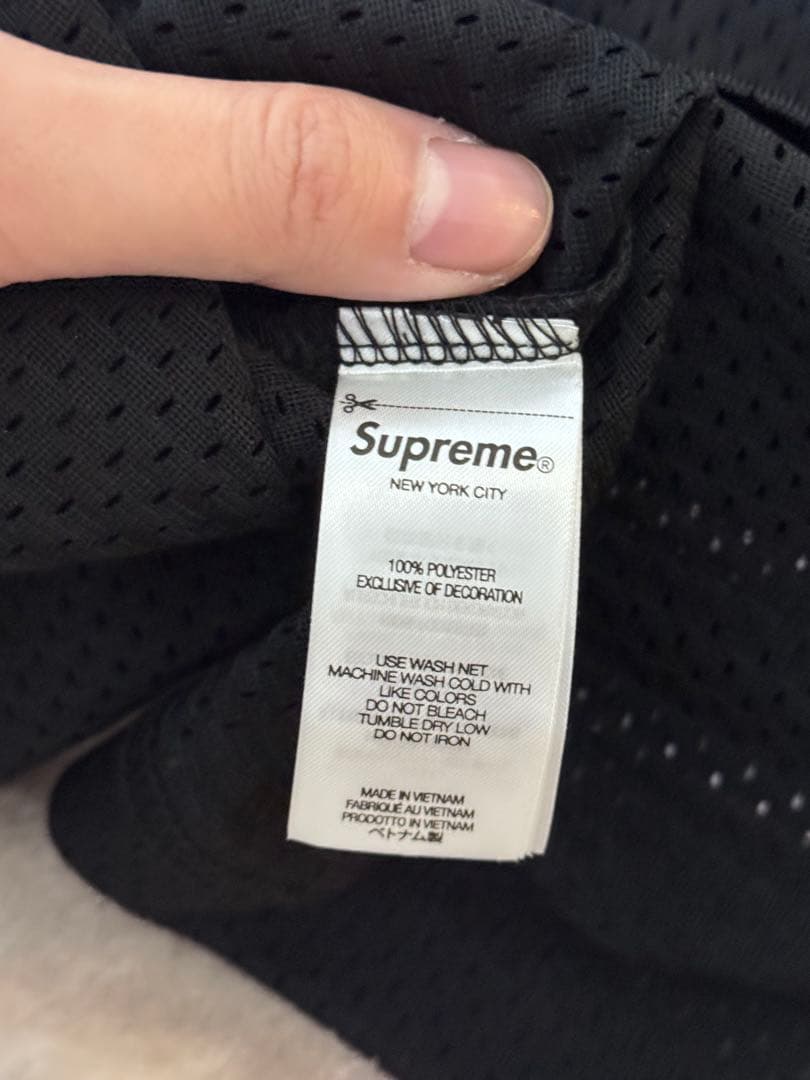 Supreme®
NEW YORK CITY
100% POLYESTER
EXCLUSIVE OF DECORATION
USE WASH NET
MACHINE WASH COLD WITH
LIKE COLORS
DO NOT BLEACH
TUMBLE DRY LOW
DO NOT IRON
MADE IN VIETNAM
FABRIQUÉ AU VIETNAM
PRODOTTO IN VIETNAM
ベトナム製